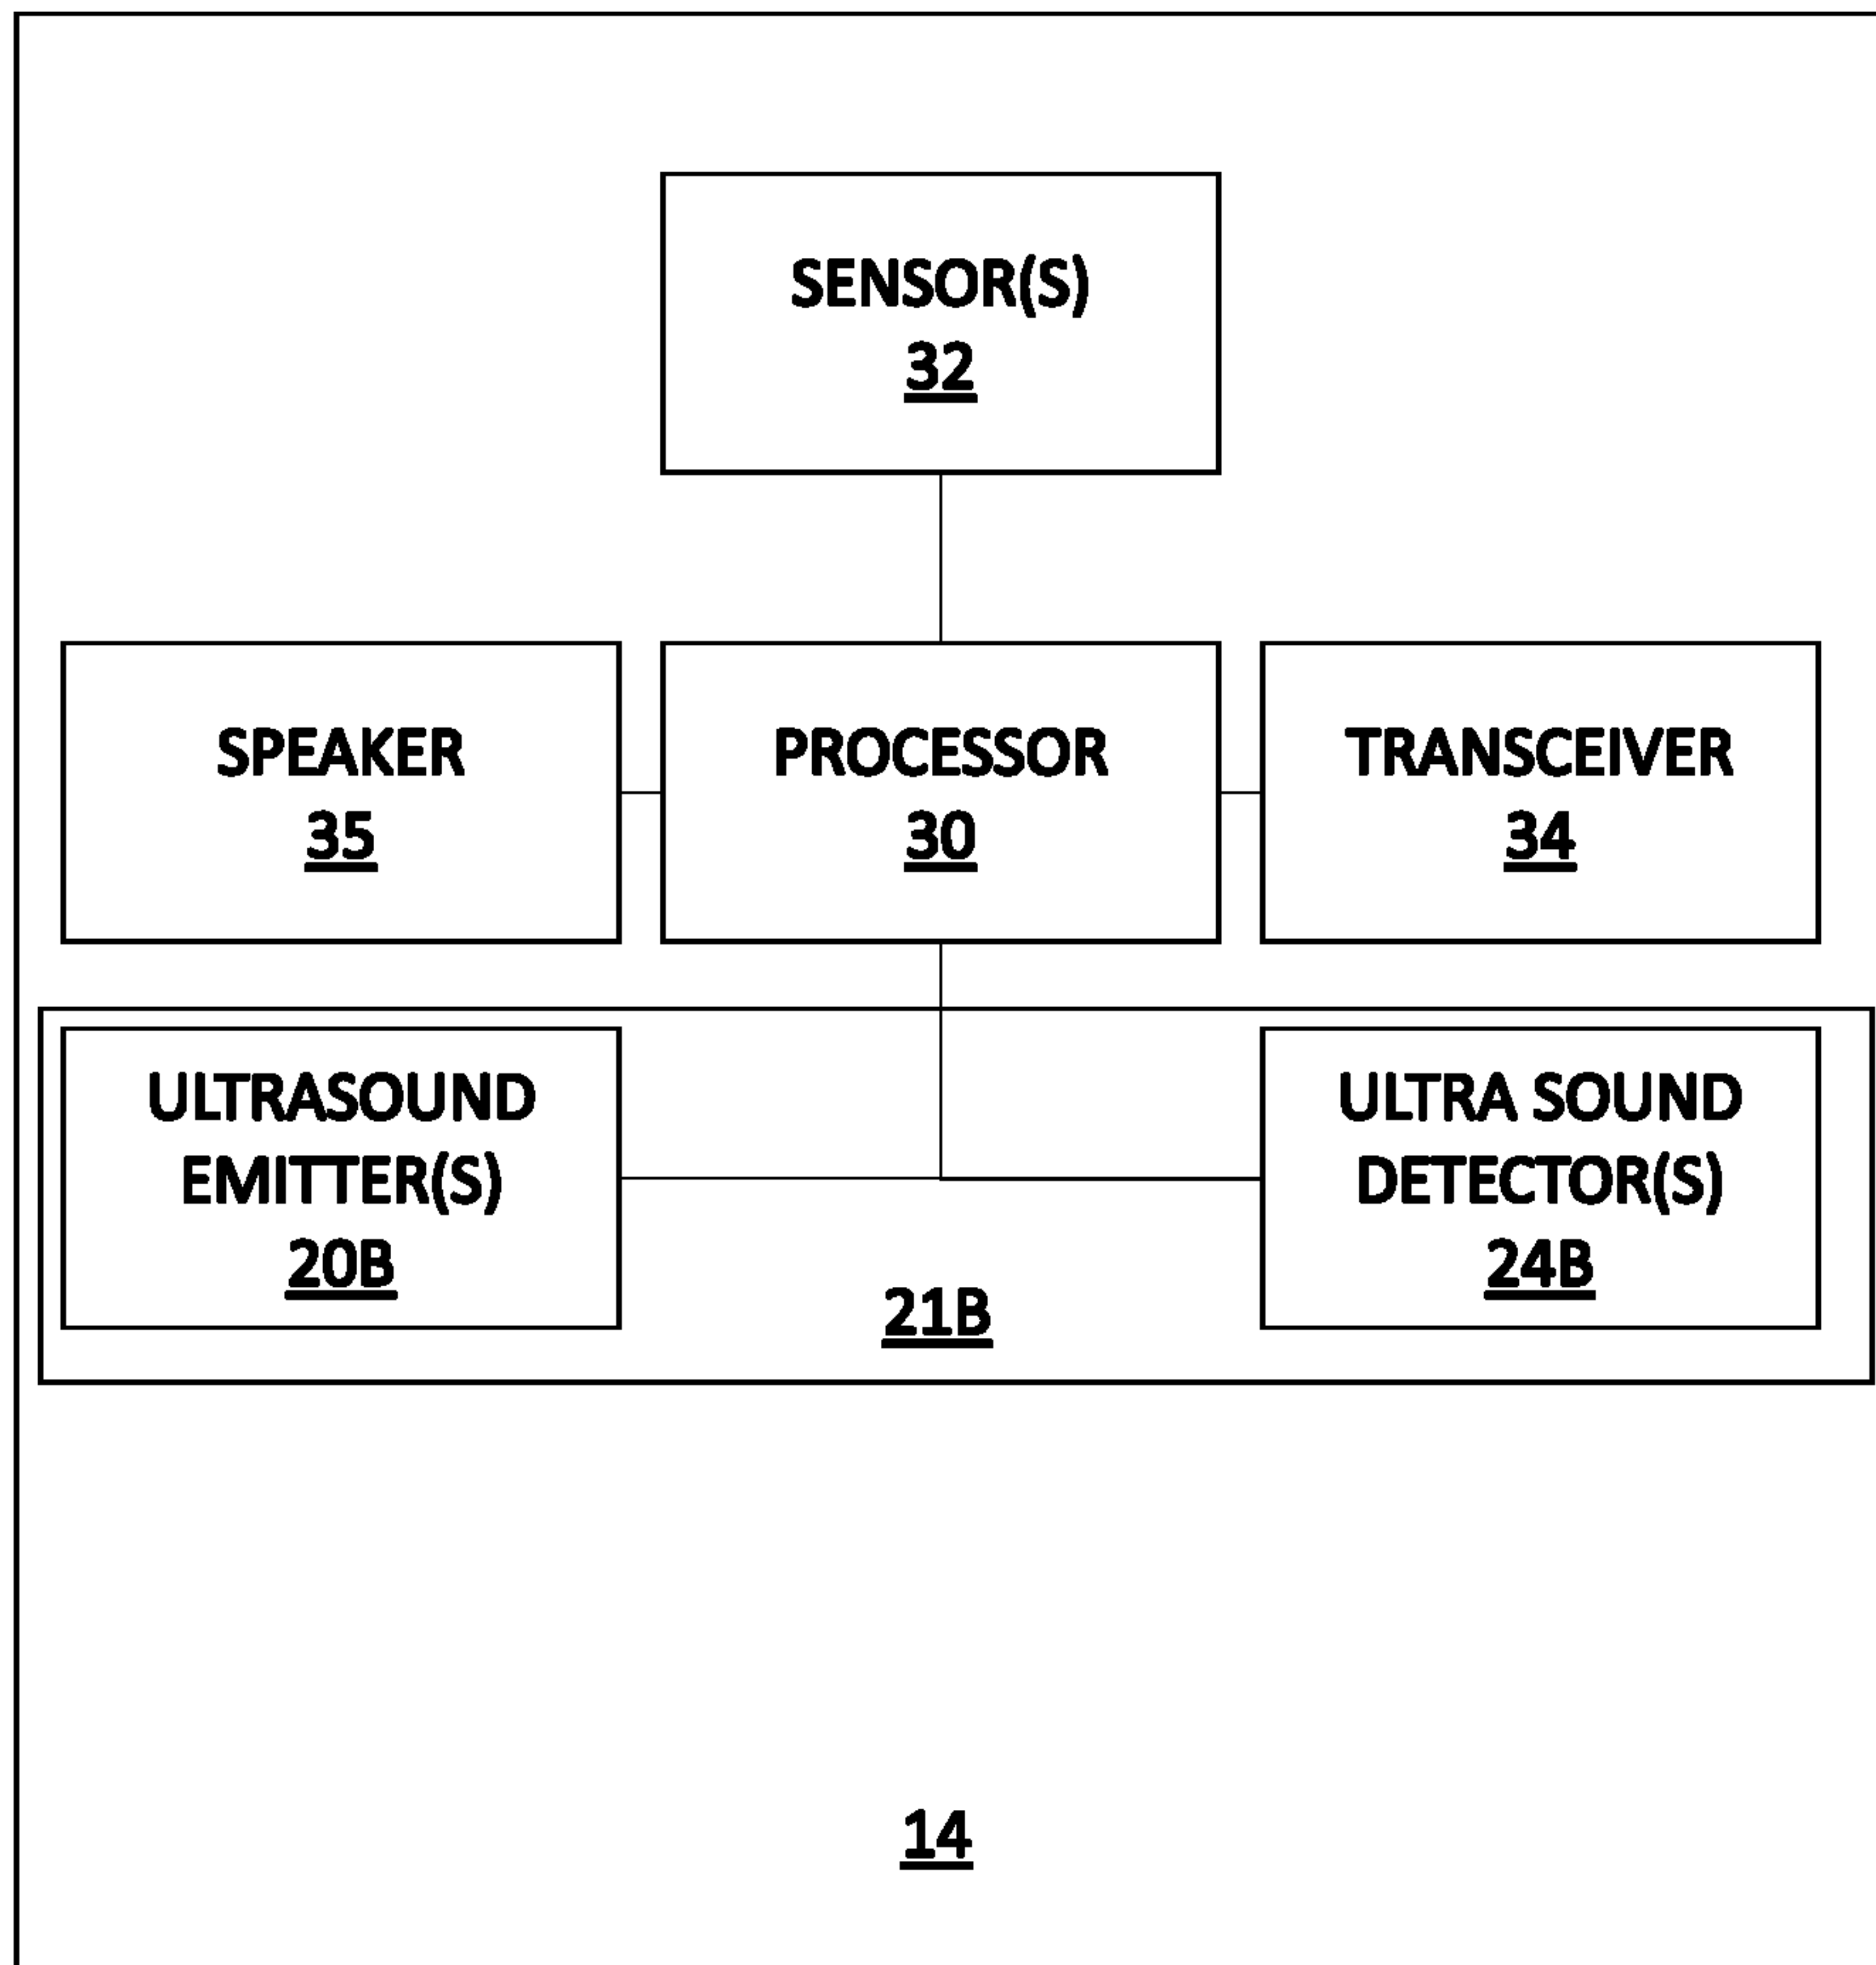 SENSOR(S)
32
SPEAKER
35
PROCESSOR
30
TRANSCEIVER
34
ULTRASOUND
EMITTER(S)
20B
ULTRA SOUND
DETECTOR(S)
24B
21B
14